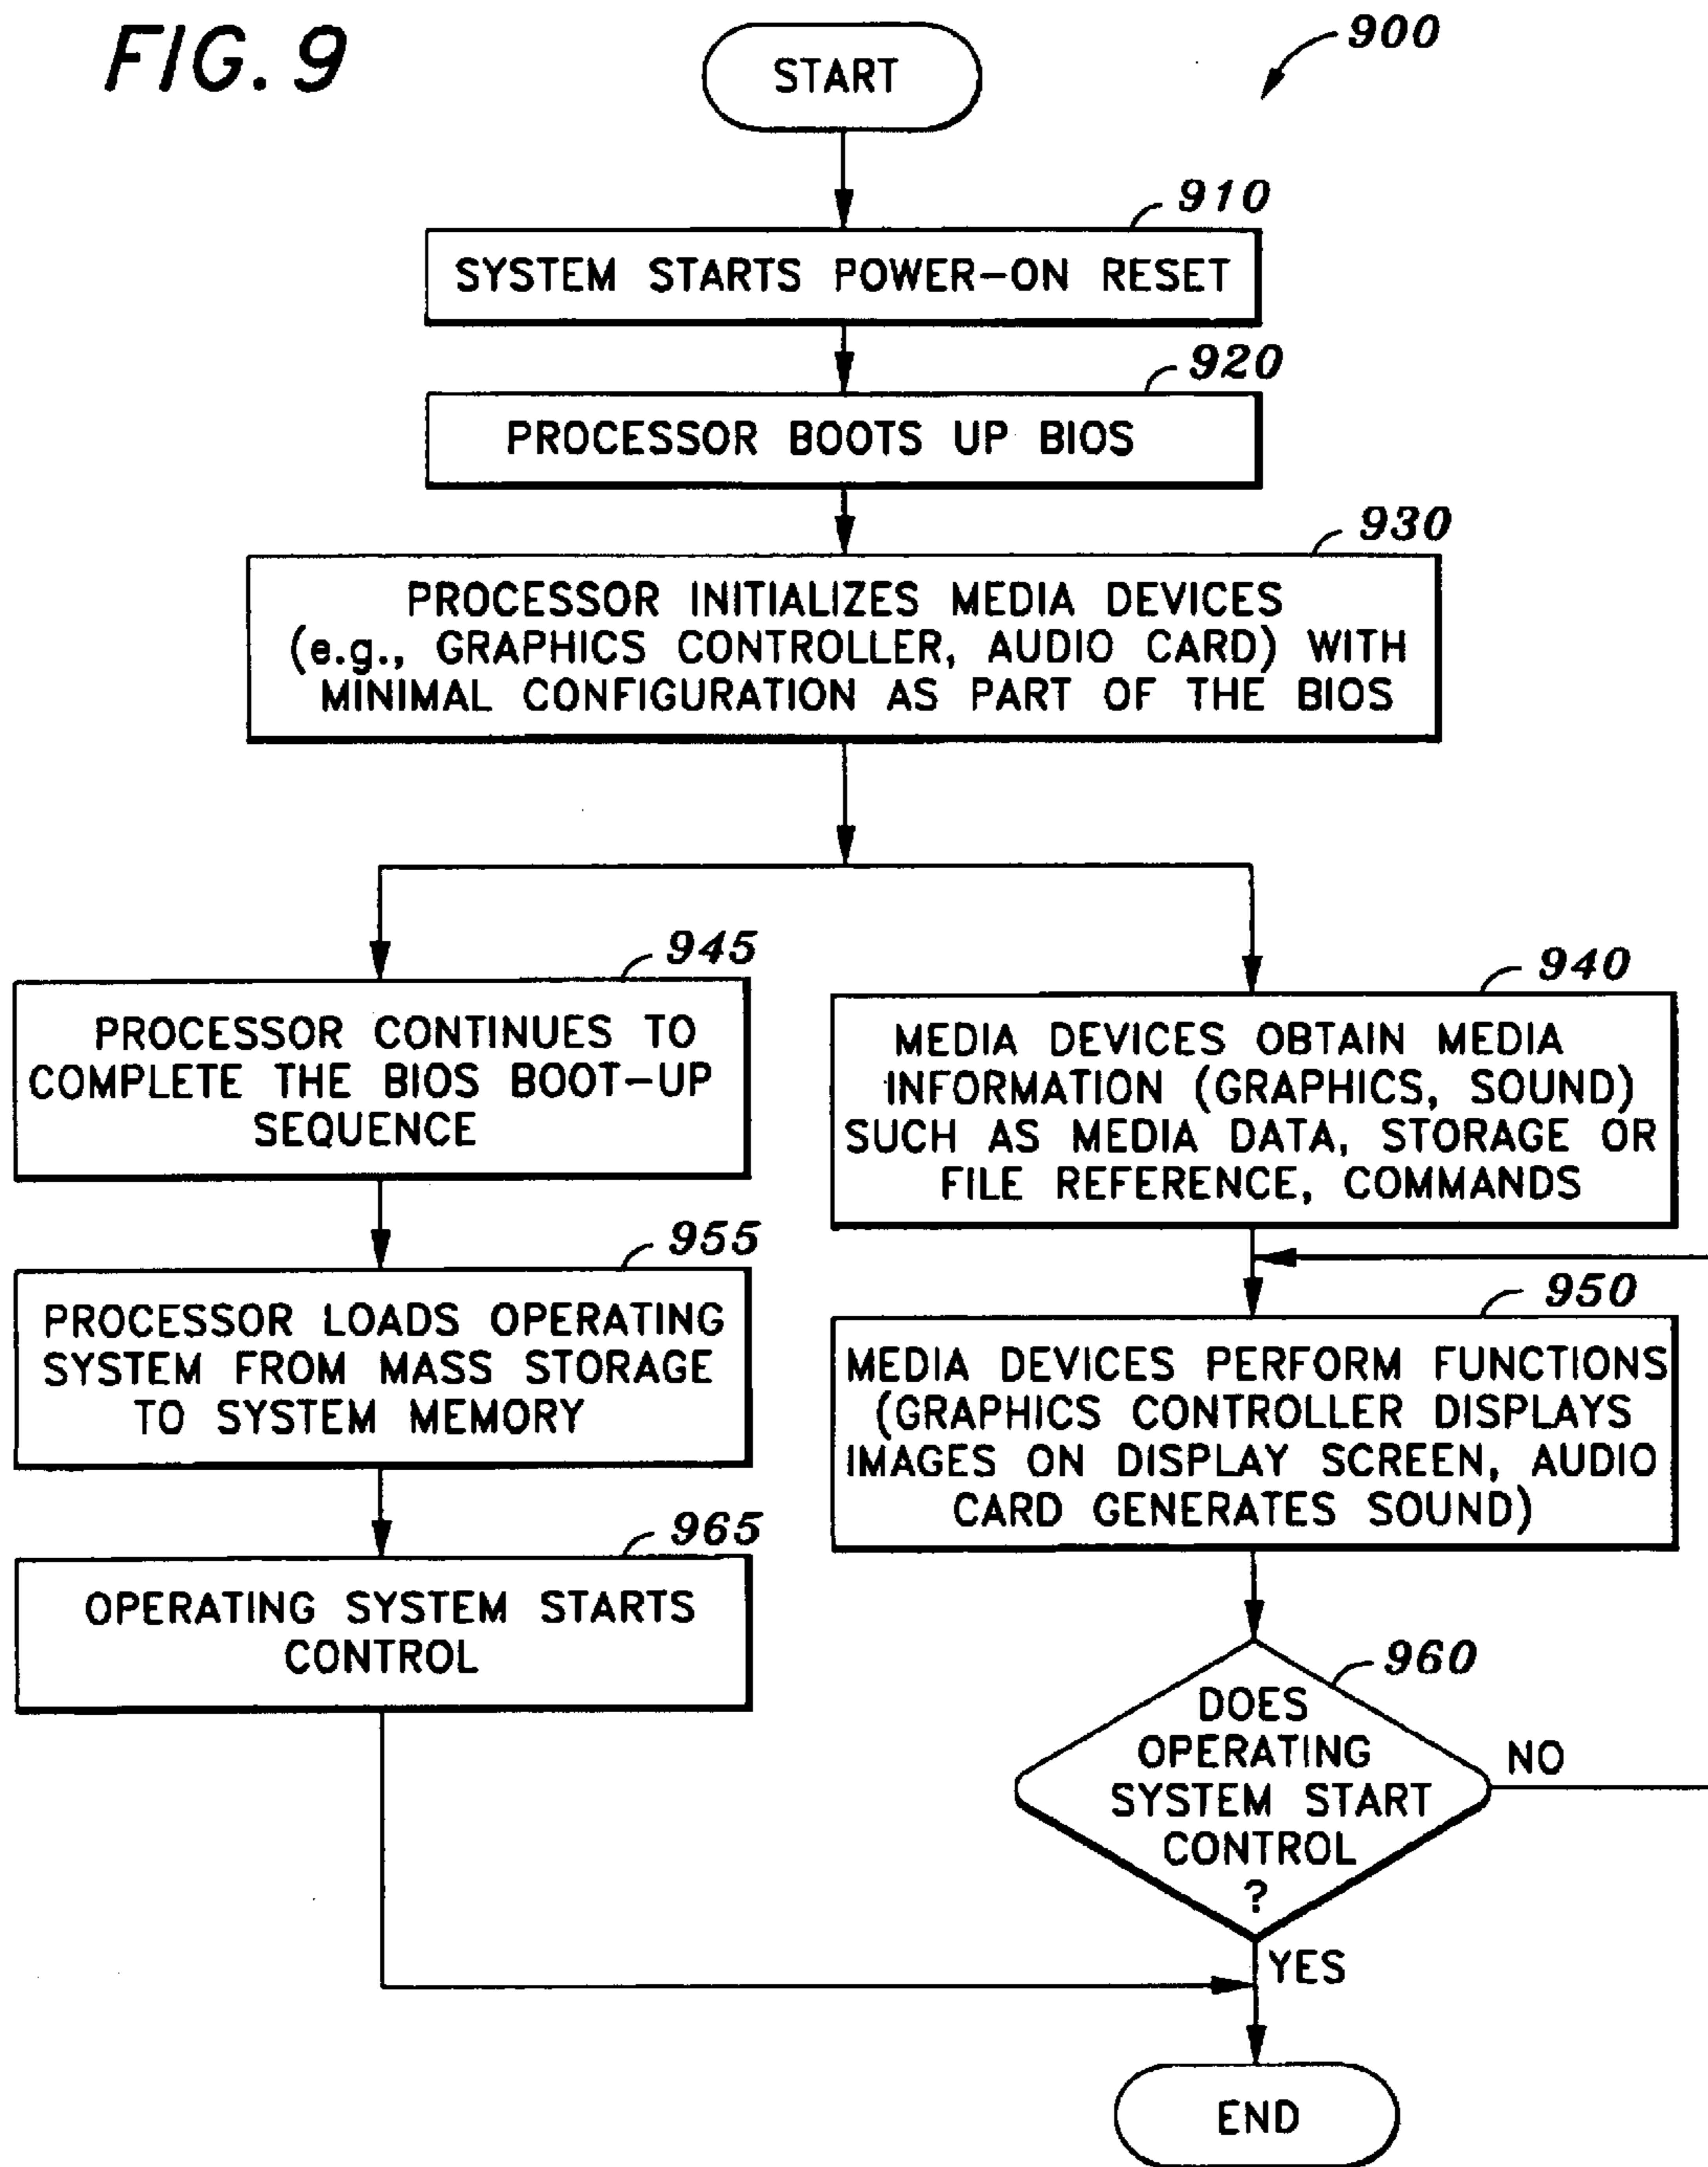 FIG. 9
START
900
910
SYSTEM STARTS POWER-ON RESET
920
PROCESSOR BOOTS UP BIOS
930
PROCESSOR INITIALIZES MEDIA DEVICES
(e.g., GRAPHICS CONTROLLER, AUDIO CARD) WITH
MINIMAL CONFIGURATION AS PART OF THE BIOS
945
PROCESSOR CONTINUES TO
COMPLETE THE BIOS BOOT-UP
SEQUENCE
955
PROCESSOR LOADS OPERATING
SYSTEM FROM MASS STORAGE
TO SYSTEM MEMORY
965
OPERATING SYSTEM STARTS
CONTROL
940
MEDIA DEVICES OBTAIN MEDIA
INFORMATION (GRAPHICS, SOUND)
SUCH AS MEDIA DATA, STORAGE OR
FILE REFERENCE, COMMANDS
950
MEDIA DEVICES PERFORM FUNCTIONS
(GRAPHICS CONTROLLER DISPLAYS
IMAGES ON DISPLAY SCREEN, AUDIO
CARD GENERATES SOUND)
960
DOES
OPERATING
SYSTEM START
CONTROL
?
NO
YES
END